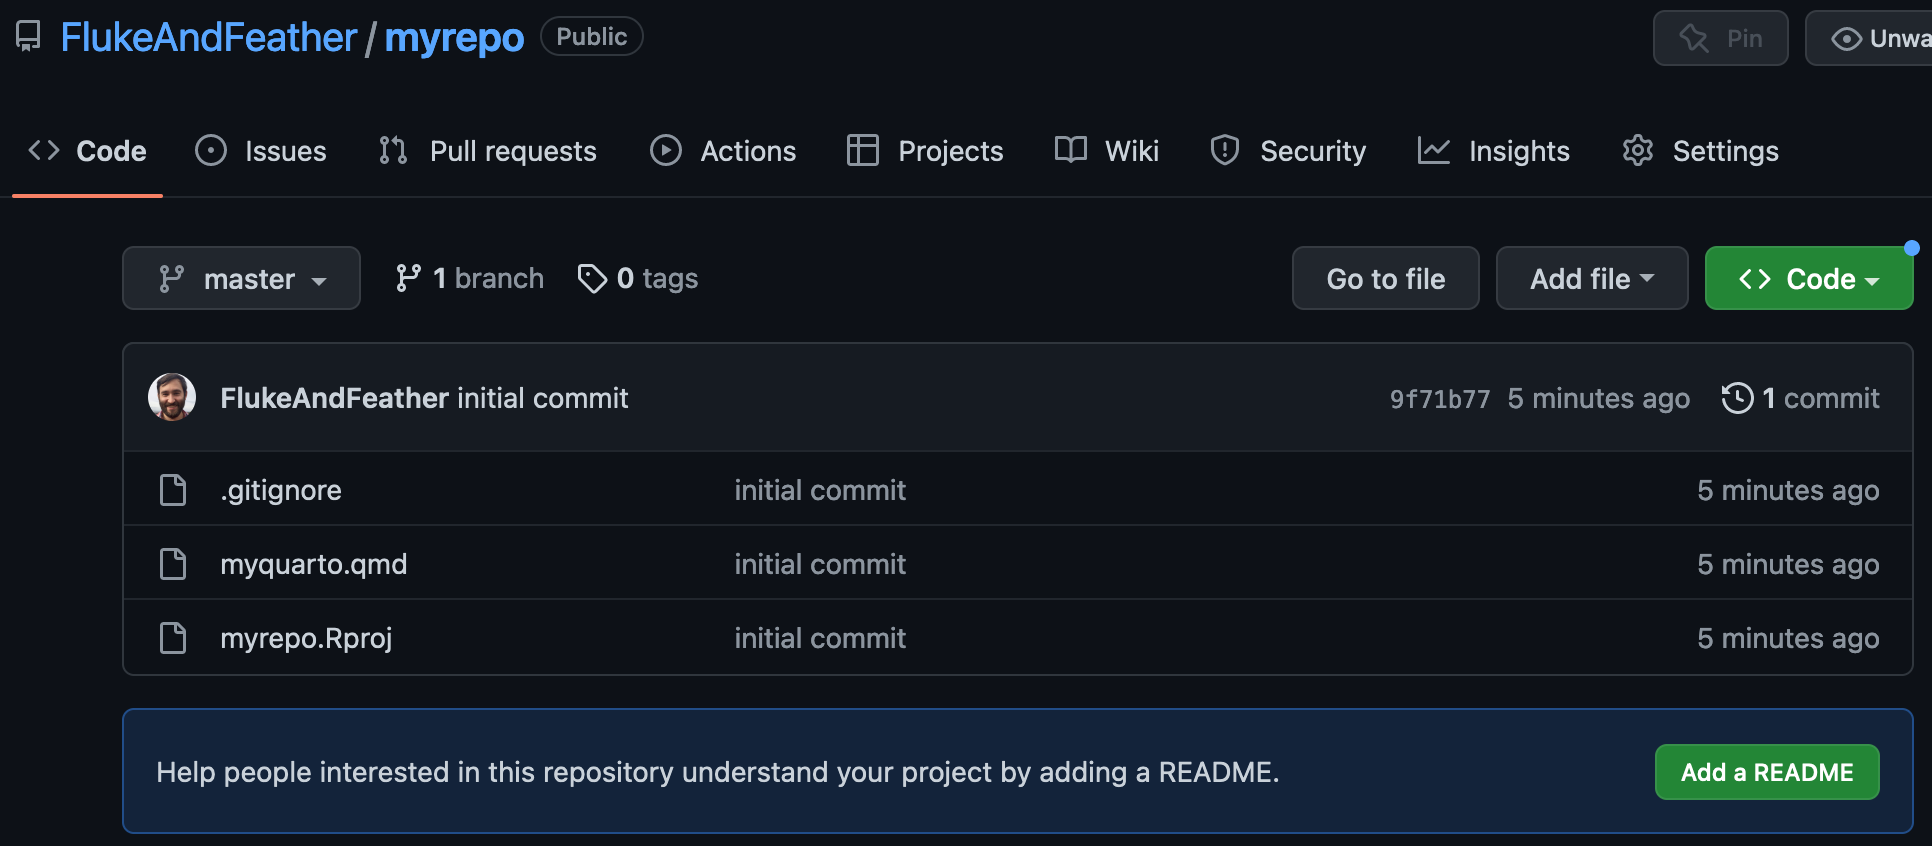 FlukeAndFeather / myrepo Public Pin Unwa
Code Issues Pull requests Actions Projects Wiki Security Insights Settings
master 1 branch 0 tags Go to file Add file Code
FlukeAndFeather initial commit 9f71b77 5 minutes ago 1 commit
.gitignore initial commit 5 minutes ago
myquarto.qmd initial commit 5 minutes ago
myrepo.Rproj initial commit 5 minutes ago
Help people interested in this repository understand your project by adding a README. Add a README